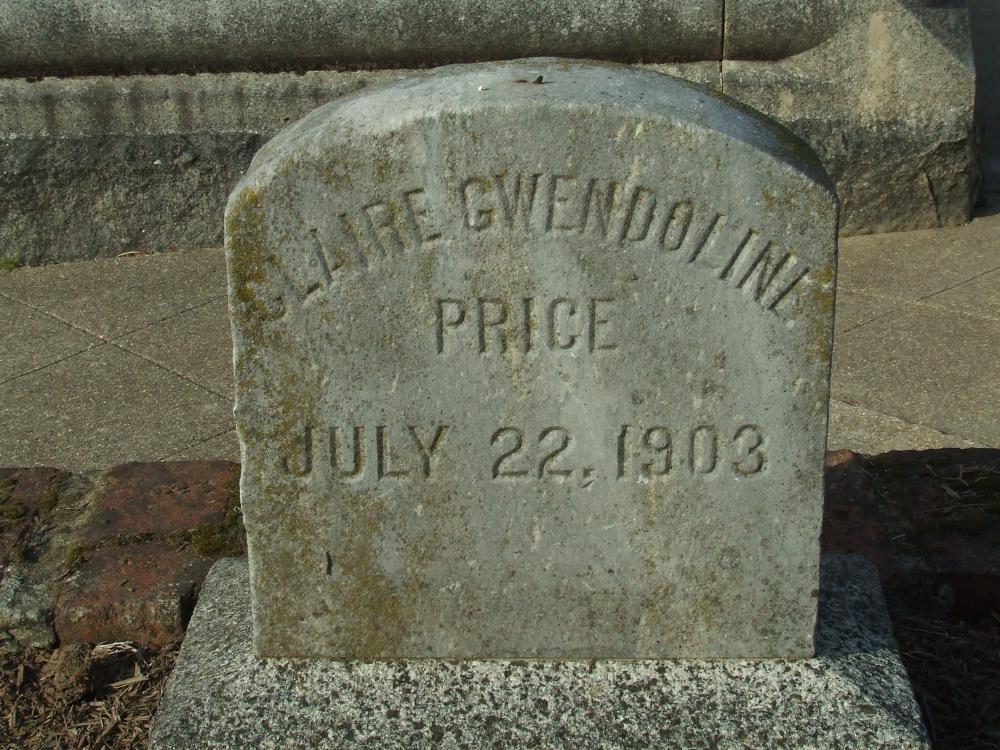 CLAIRE GWENDOLINE
PRICE
JULY 22, 1903